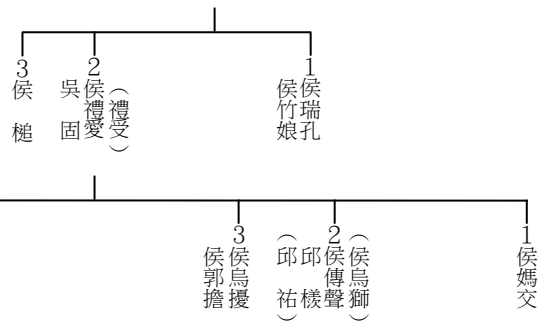 1侯瑞孔
侯竹娘
（禮受）
2侯禮愛
吳固
3侯槌
1侯媽交
（侯烏獅）
2侯傳聲
邱檨
（邱祐）
3侯烏擾
侯郭擔